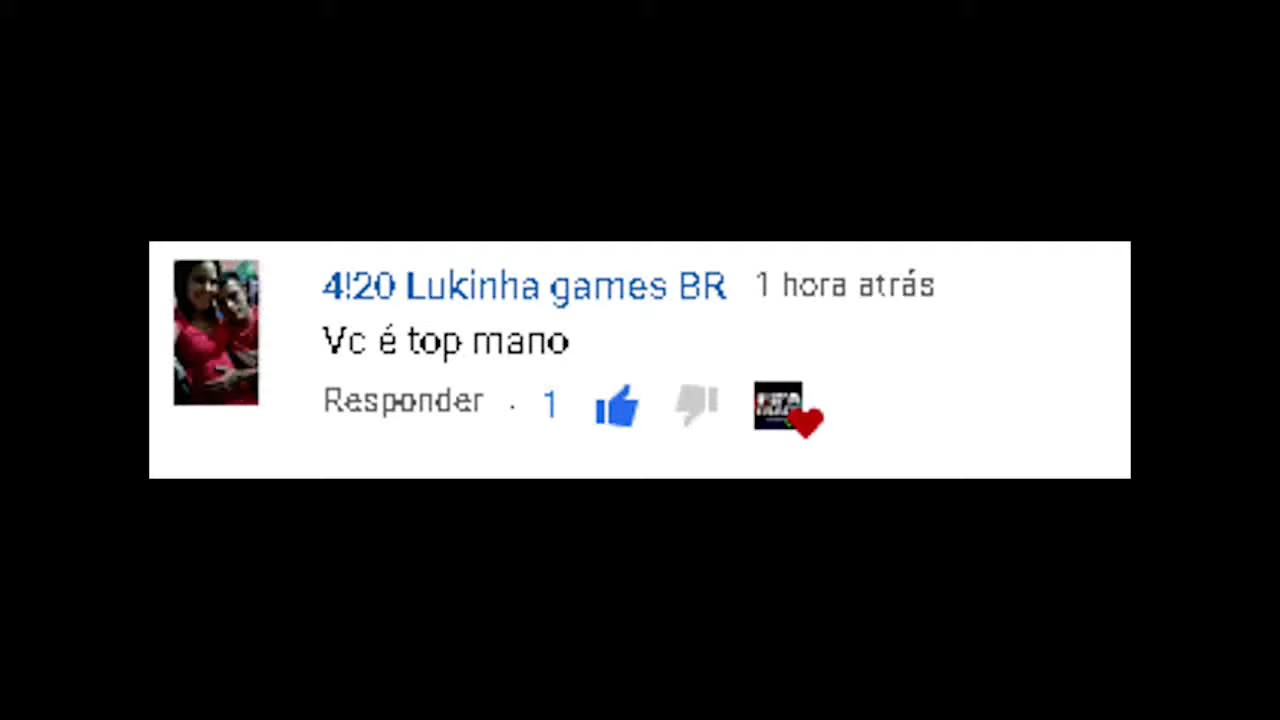 4!20 Lukinha games BR 1 hora atrás
Vc é top mano
Responder · 1